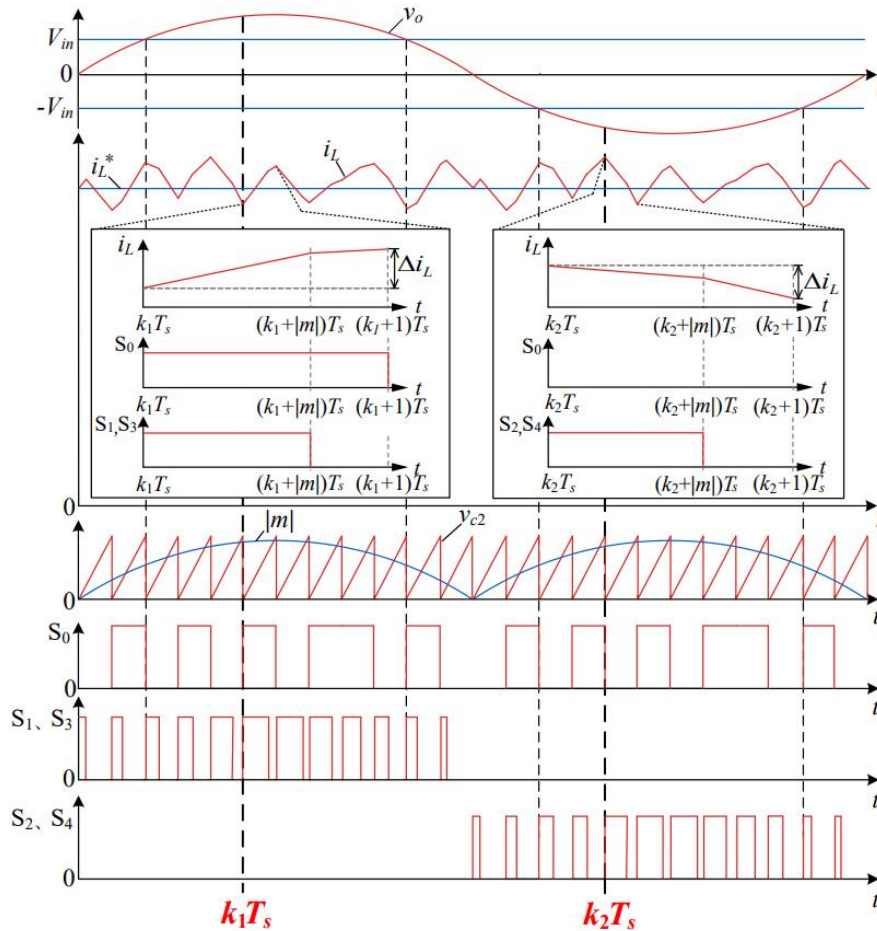 v_o
V_in
0
-V_in
t
i_L^*
i_L
i_L
Δi_L
t
k_1T_s
(k_1+|m|)T_s
(k_1+1)T_s
S_0
t
k_1T_s
(k_1+|m|)T_s
(k_1+1)T_s
S_1,S_3
t
k_1T_s
(k_1+|m|)T_s
(k_1+1)T_s
i_L
Δi_L
t
k_2T_s
(k_2+|m|)T_s
(k_2+1)T_s
S_0
t
k_2T_s
(k_2+|m|)T_s
(k_2+1)T_s
S_2,S_4
t
k_2T_s
(k_2+|m|)T_s
(k_2+1)T_s
0
|m|
v_c2
0
t
S_0
0
t
S_1、S_3
0
t
S_2、S_4
0
t
k_1T_s
k_2T_s